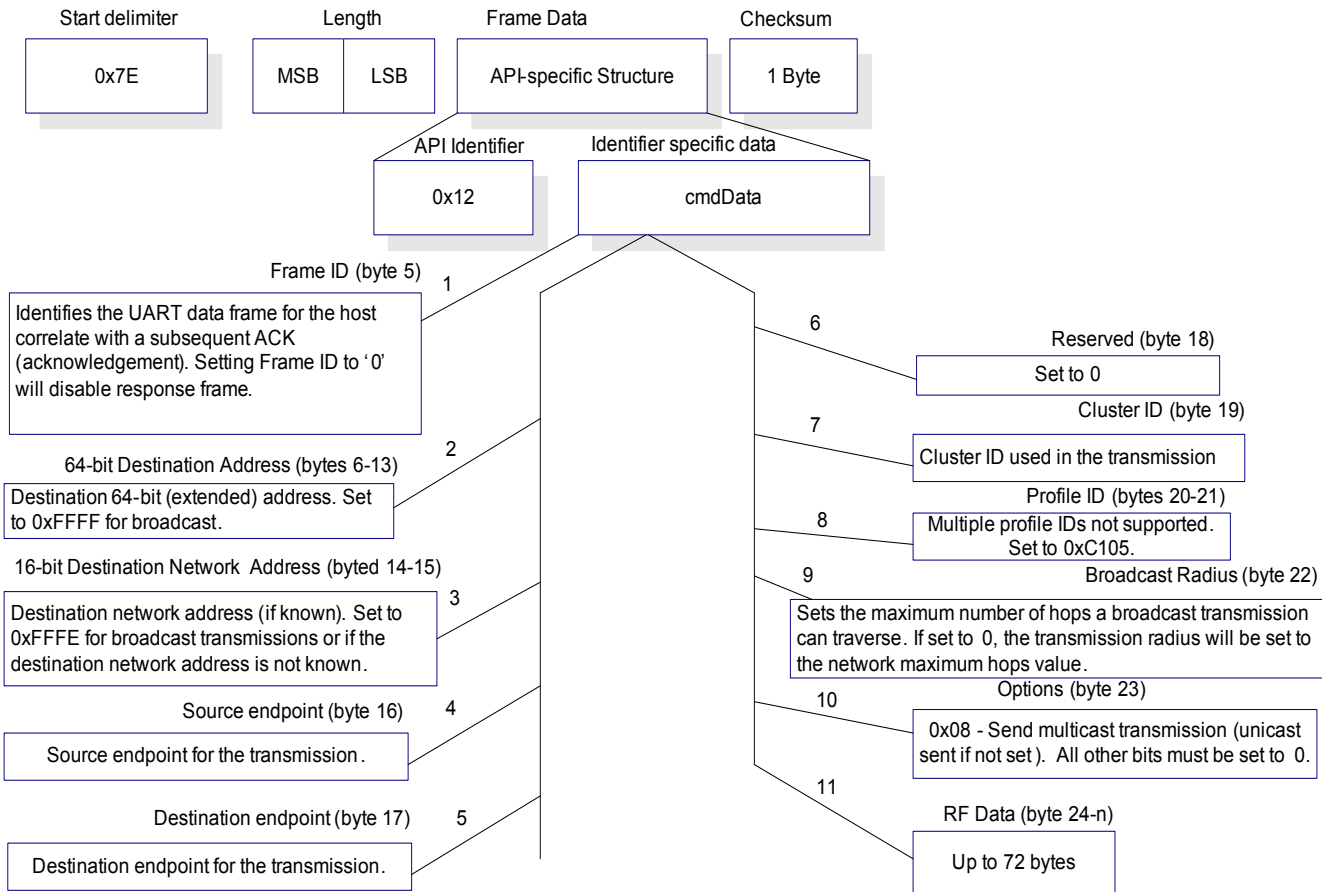 Start delimiter
Length
Frame Data
Checksum
0x7E
MSB
LSB
API-specific Structure
1 Byte
API Identifier
Identifier specific data
0x12
cmdData
Frame ID (byte 5)
1
Identifies the UART data frame for the host
correlate with a subsequent ACK
(acknowledgement). Setting Frame ID to ‘0’
will disable response frame.
64-bit Destination Address (bytes 6-13)
2
Destination 64-bit (extended) address. Set
to 0xFFFF for broadcast.
16-bit Destination Network Address (byted 14-15)
3
Destination network address (if known). Set to
0xFFFE for broadcast transmissions or if the
destination network address is not known.
Source endpoint (byte 16)
4
Source endpoint for the transmission.
Destination endpoint (byte 17)
5
Destination endpoint for the transmission.
6
Reserved (byte 18)
Set to 0
Cluster ID (byte 19)
7
Cluster ID used in the transmission
Profile ID (bytes 20-21)
8
Multiple profile IDs not supported.
Set to 0xC105.
9
Broadcast Radius (byte 22)
Sets the maximum number of hops a broadcast transmission
can traverse. If set to 0, the transmission radius will be set to
the network maximum hops value.
Options (byte 23)
10
0x08 - Send multicast transmission (unicast
sent if not set). All other bits must be set to 0.
11
RF Data (byte 24-n)
Up to 72 bytes